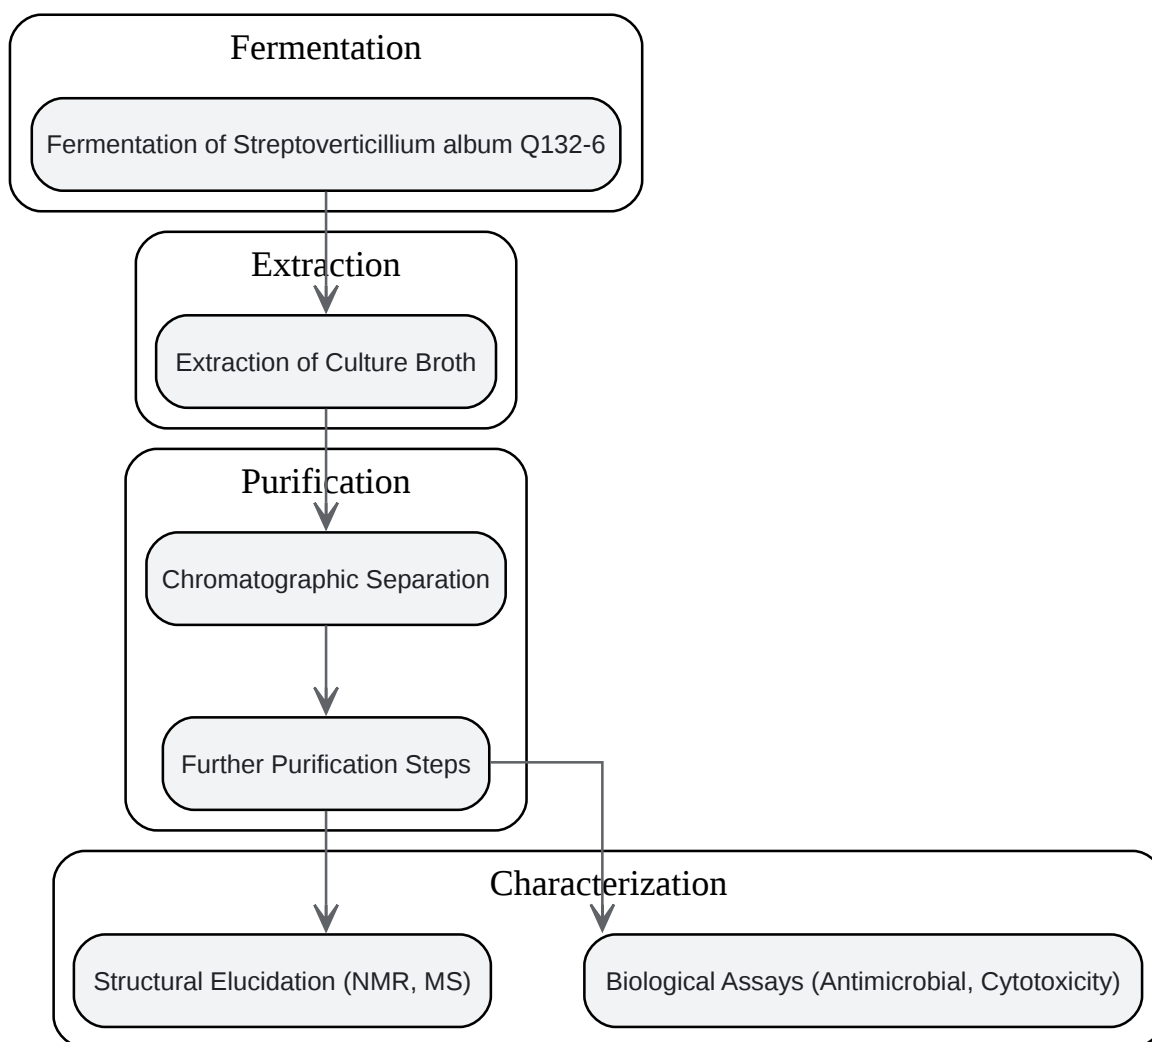 Fermentation
Fermentation of Streptoverticillium album Q132-6
Extraction
Extraction of Culture Broth
Purification
Chromatographic Separation
Further Purification Steps
Characterization
Structural Elucidation (NMR, MS)
Biological Assays (Antimicrobial, Cytotoxicity)